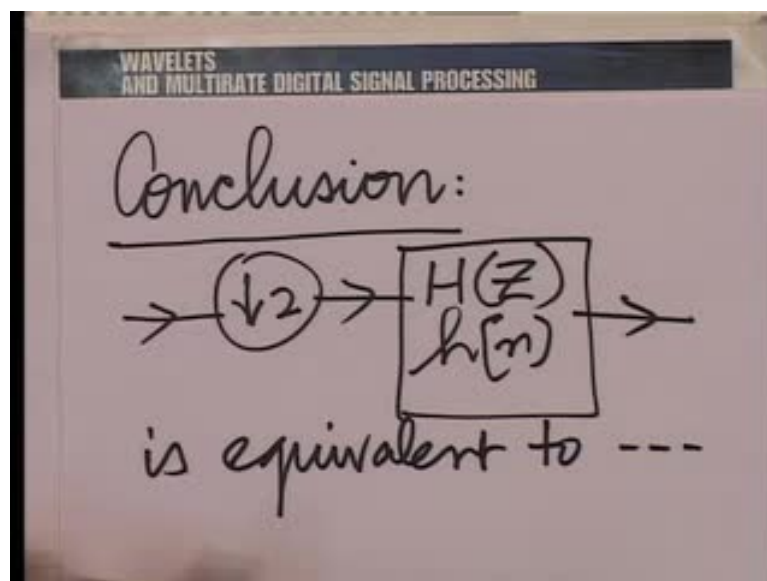 WAVELETS
AND MULTIRATE DIGITAL SIGNAL PROCESSING
Conclusion:
↓2 H(Z)
h[n]
is equivalent to ---